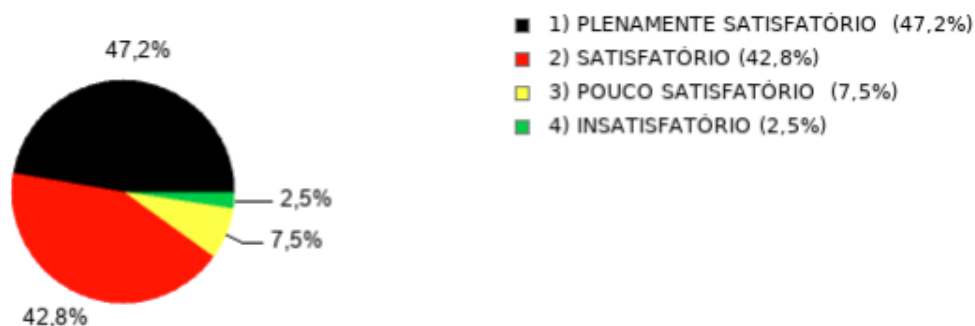 47,2%
2,5%
7,5%
42,8%
1) PLENAMENTE SATISFATÓRIO (47,2%)
2) SATISFATÓRIO (42,8%)
3) POUCO SATISFATÓRIO (7,5%)
4) INSATISFATÓRIO (2,5%)